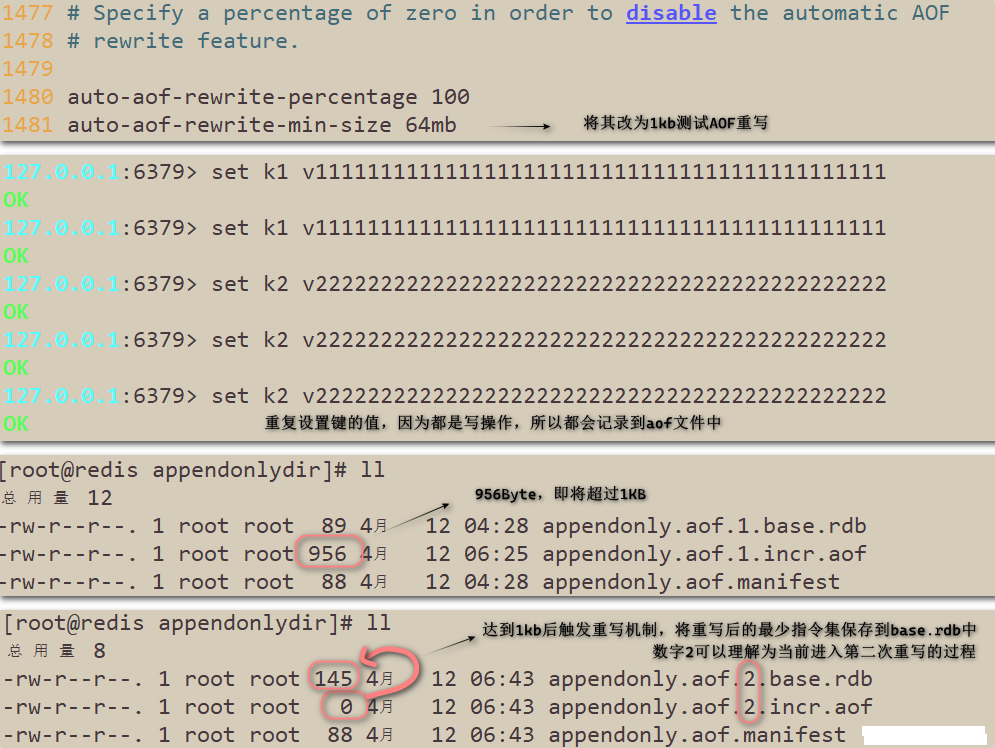 1477 # Specify a percentage of zero in order to disable the automatic AOF
1478 # rewrite feature.
1479
1480 auto-aof-rewrite-percentage 100
1481 auto-aof-rewrite-min-size 64mb 将其改为1kb测试AOF重写
127.0.0.1:6379> set k1 v11111111111111111111111111111111111111111111
OK
127.0.0.1:6379> set k1 v11111111111111111111111111111111111111111111
OK
127.0.0.1:6379> set k2 v22222222222222222222222222222222222222222222
OK
127.0.0.1:6379> set k2 v22222222222222222222222222222222222222222222
OK
127.0.0.1:6379> set k2 v22222222222222222222222222222222222222222222
OK 重复设置键的值，因为都是写操作，所以都会记录到aof文件中
[root@redis appendonlydir]# ll
总用量 12 956Byte，即将超过1KB
-rw-r--r--. 1 root root 89 4月 12 04:28 appendonly.aof.1.base.rdb
-rw-r--r--. 1 root root 956 4月 12 06:25 appendonly.aof.1.incr.aof
-rw-r--r--. 1 root root 88 4月 12 04:28 appendonly.aof.manifest
[root@redis appendonlydir]# ll 达到1kb后触发重写机制，将重写后的最少指令集保存到base.rdb中
总用量 8 数字2可以理解为当前进入第二次重写的过程
-rw-r--r--. 1 root root 145 4月 12 06:43 appendonly.aof.2.base.rdb
-rw-r--r--. 1 root root 0 4月 12 06:43 appendonly.aof.2.incr.aof
-rw-r--r--. 1 root root 88 4月 12 06:43 appendonly.aof.manifest